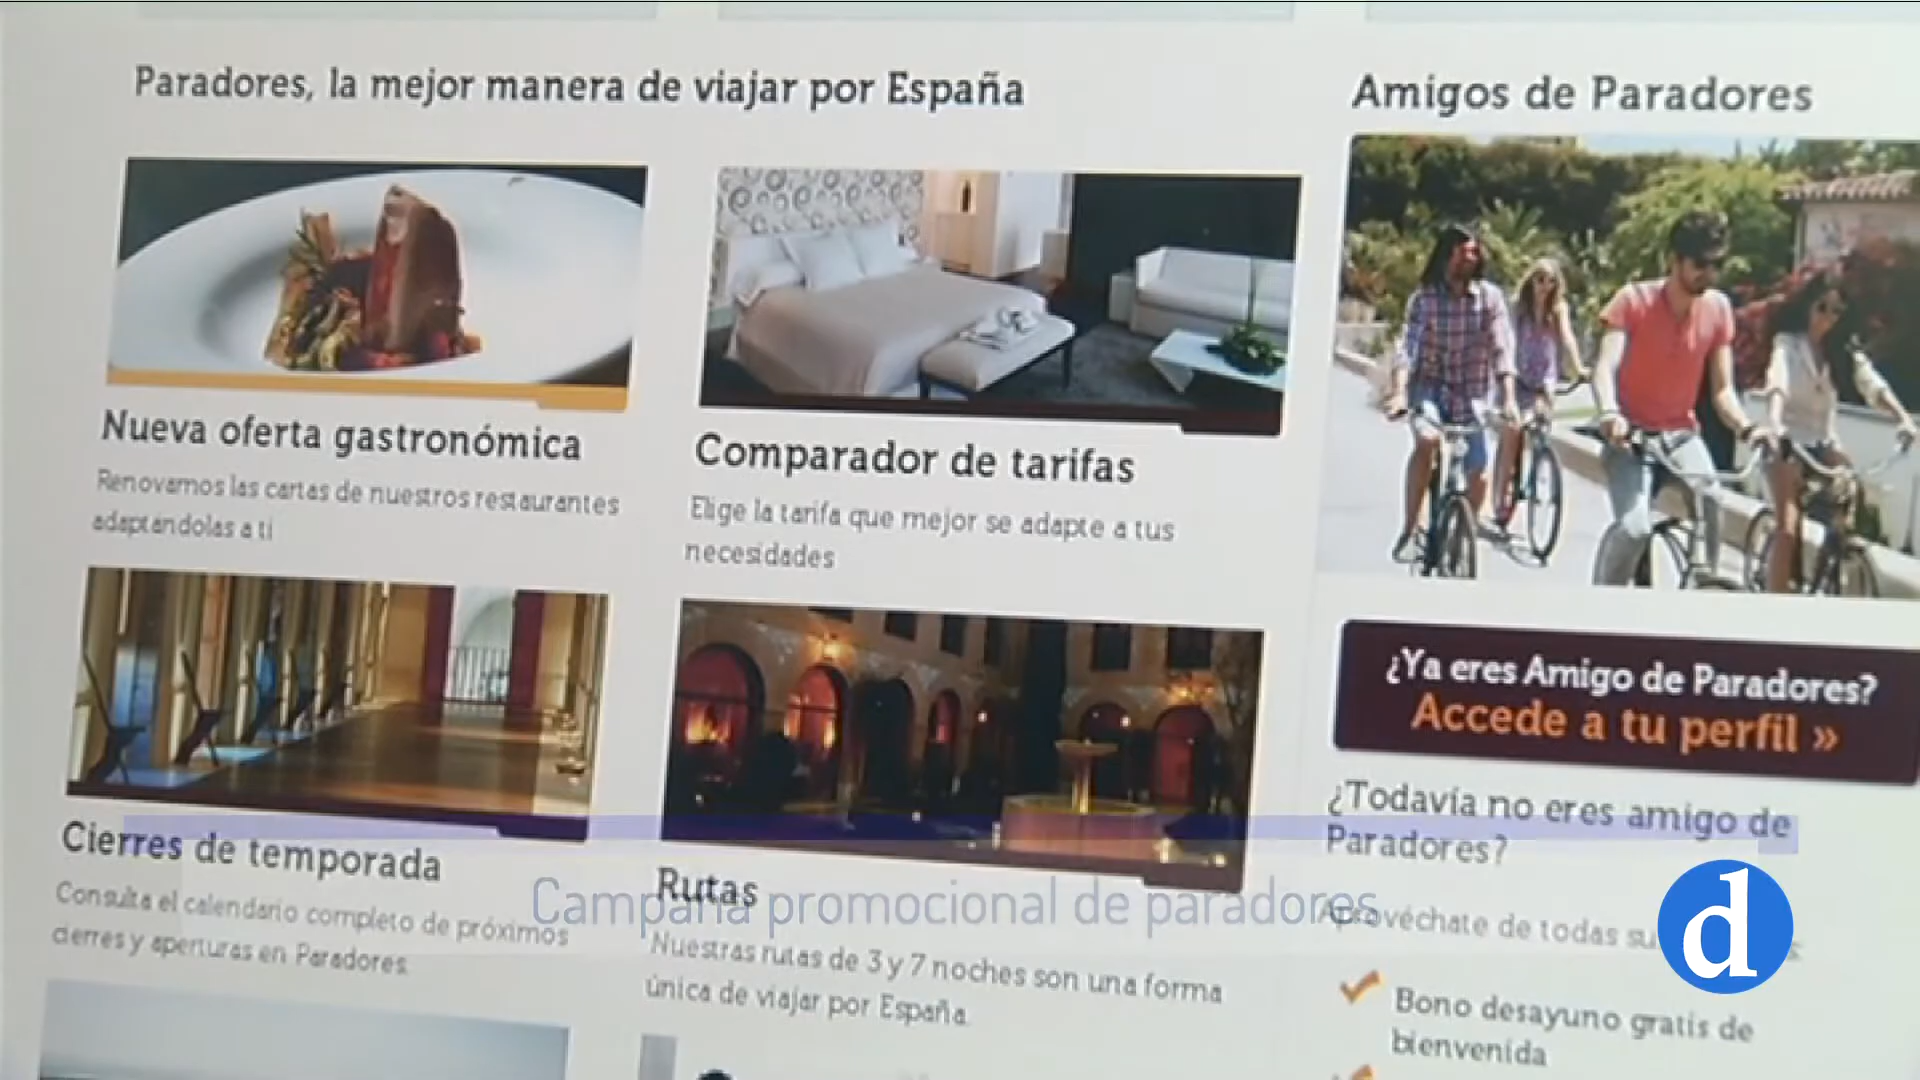 Paradores, la mejor manera de viajar por España
Nueva oferta gastronómica
Renovamos las cartas de nuestros restaurantes
adaptándolas a ti
Comparador de tarifas
Elige la tarifa que mejor se adapte a tus
necesidades
Cierres de temporada
Consulta el calendario completo de próximos
cierres y aperturas en Paradores.
Rutas
Nuestras rutas de 3 y 7 noches son una forma
única de viajar por España.
Amigos de Paradores
¿Ya eres Amigo de Paradores?
Accede a tu perfil »
¿Todavía no eres amigo de
Paradores?
Aprovéchate de todas
Bono desayuno gratis de
bienvenida
Campaña promocional de paradores
d